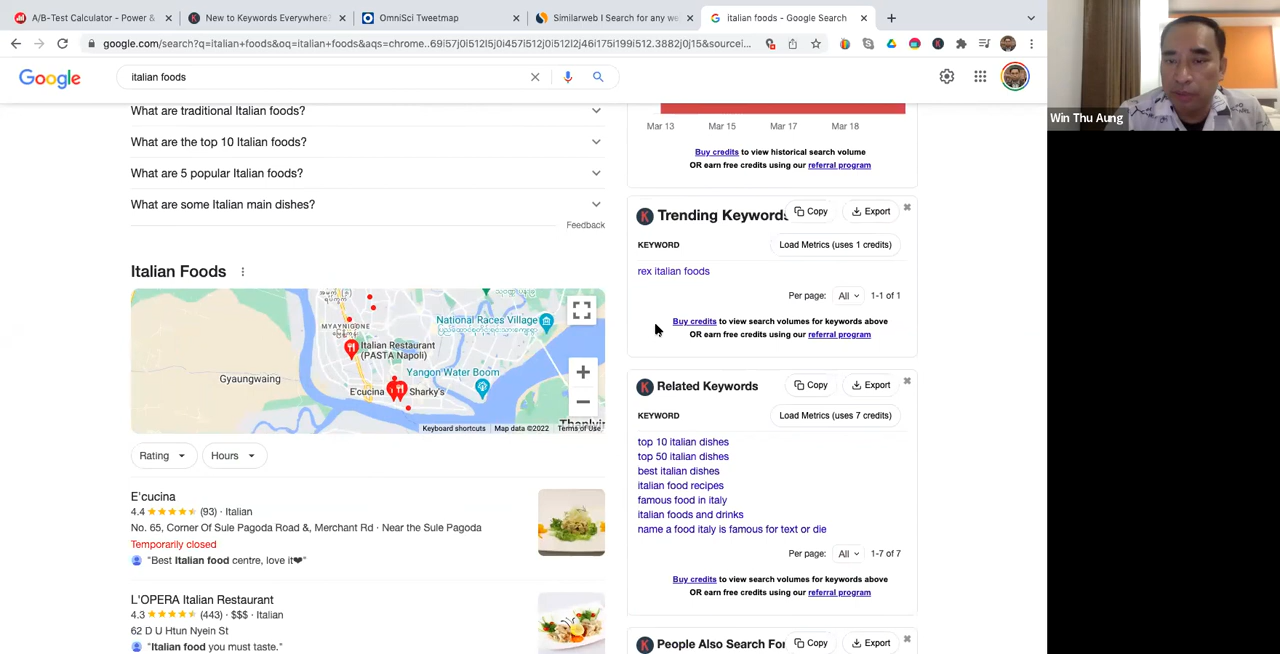 A/B-Test Calculator - Power &
New to Keywords Everywhere?
OmniSci Tweetmap
Similarweb I Search for any we
italian foods - Google Search
google.com/search?q=italian+foods&oq=italian+foods&aqs=chrome..69i57j0i512l5j0i457i512j0i512l2j46i175i199i512.3882j0j15&sourcei...
Google
italian foods
Win Thu Aung
What are traditional Italian foods?
What are the top 10 Italian foods?
What are 5 popular Italian foods?
What are some Italian main dishes?
Feedback
Italian Foods
MYAYNIGONE
မြေနီကုန်း
National Races Village
Italian Restaurant
(PASTA Napoli)
Gyaungwaing
Yangon Water Boom
E'cucina
Sharky's
Thanlyin
Keyboard shortcuts
Map data ©2022
Terms of Use
Rating
Hours
E'cucina
4.4 (93) · Italian
No. 65, Corner Of Sule Pagoda Road &, Merchant Rd · Near the Sule Pagoda
Temporarily closed
"Best Italian food centre, love it❤"
L'OPERA Italian Restaurant
4.3 (443) · $$$ · Italian
62 D U Htun Nyein St
"Italian food you must taste."
Mar 13
Mar 15
Mar 17
Mar 18
Buy credits to view historical search volume
OR earn free credits using our referral program
K Trending Keywords
Copy
Export
KEYWORD
Load Metrics (uses 1 credits)
rex italian foods
Per page: All 1-1 of 1
Buy credits to view search volumes for keywords above
OR earn free credits using our referral program
K Related Keywords
Copy
Export
KEYWORD
Load Metrics (uses 7 credits)
top 10 italian dishes
top 50 italian dishes
best italian dishes
italian food recipes
famous food in italy
italian foods and drinks
name a food italy is famous for text or die
Per page: All 1-7 of 7
Buy credits to view search volumes for keywords above
OR earn free credits using our referral program
K People Also Search For
Copy
Export